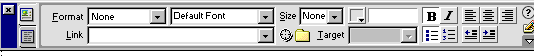 Format None Default Font Size None B I
Link Target